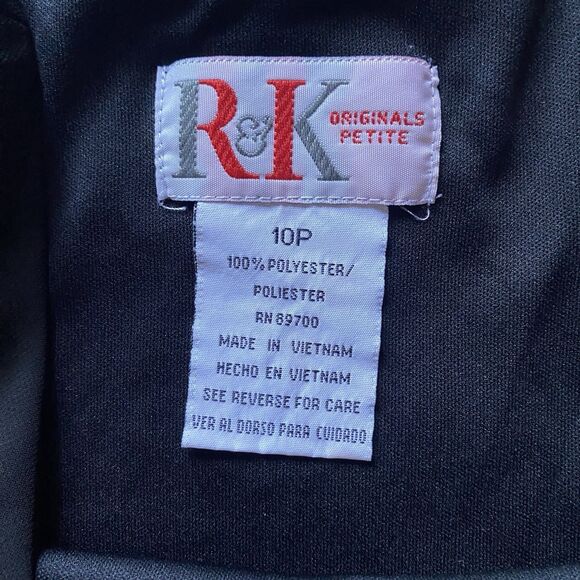 R&K ORIGINALS
PETITE
10P
100% POLYESTER/
POLIESTER
RN 89700
MADE IN VIETNAM
HECHO EN VIETNAM
SEE REVERSE FOR CARE
VER AL DORSO PARA CUIDADO